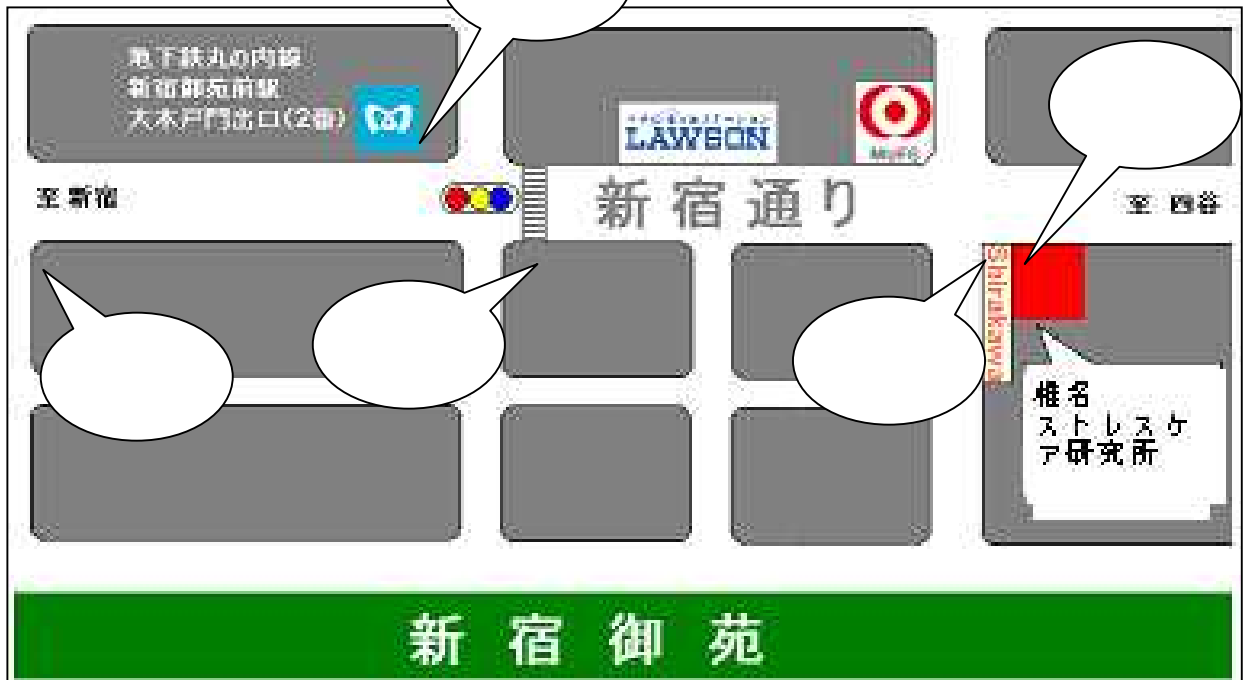 地下鉄丸の内線
新宿御苑前駅
大木戸門出口(2番)
LAWSON
MUFG
至 新宿
新宿通り
至 四谷
Shirakawa
椎名
ストレスケ
ア研究所
新宿御苑